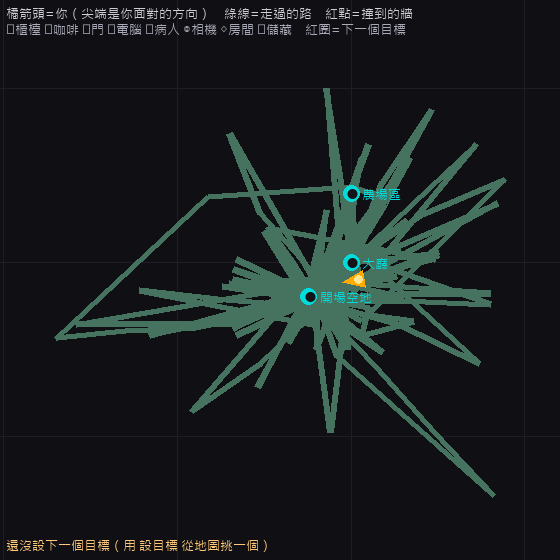 橘箭頭=你（尖端是你面對的方向） 綠線=走過的路 紅點=撞到的牆
櫃檯 咖啡 門 電腦 病人 相機 ◇房間 儲藏 紅圈=下一個目標
農場區
大廳
開場空地
還沒設下一個目標（用 設目標 從地圖挑一個）